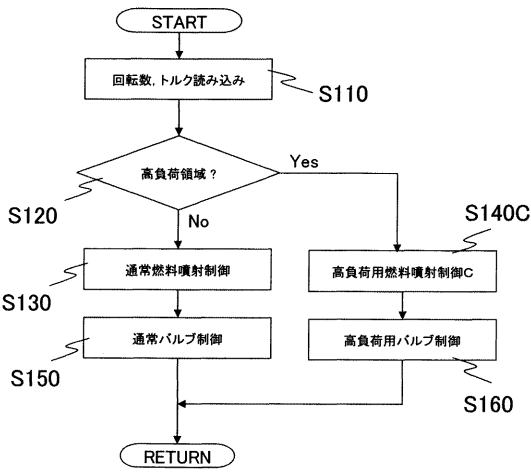 START
回転数,トルク読み込み
S110
高負荷領域?
Yes
S120
No
S140C
通常燃料噴射制御
高負荷用燃料噴射制御C
S130
通常バルブ制御
高負荷用バルブ制御
S150
S160
RETURN